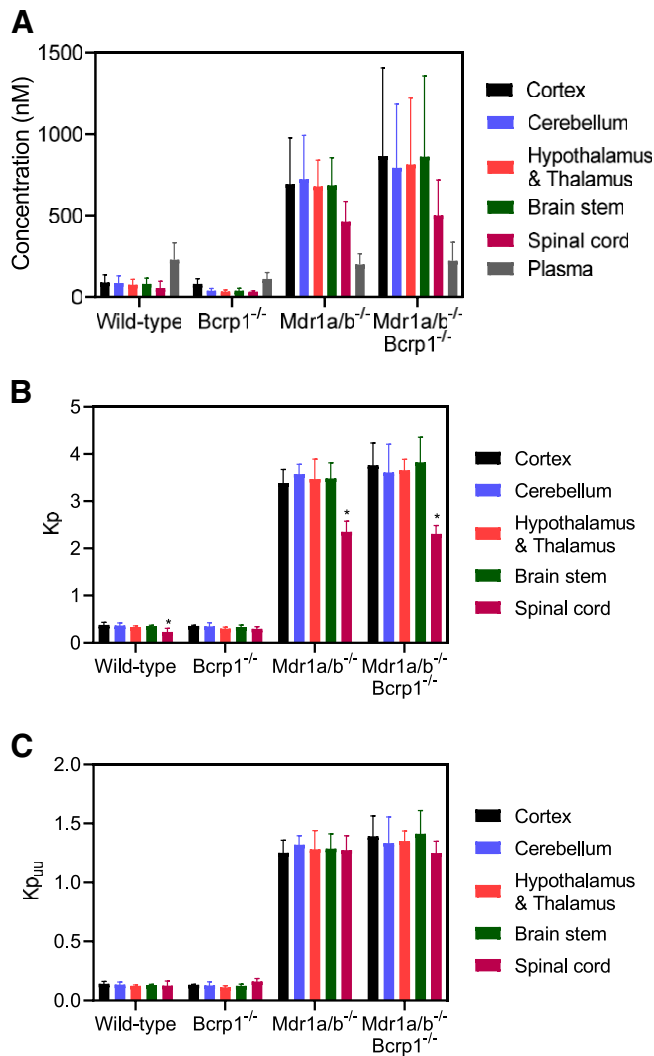 A
Concentration (nM)
1500
1000
500
0
Wild-type
Bcrp1-/-
Mdr1a/b-/-
Mdr1a/b-/-
Bcrp1-/-
Cortex
Cerebellum
Hypothalamus
& Thalamus
Brain stem
Spinal cord
Plasma
B
Kp
5
4
3
2
1
0
*
*
*
Wild-type
Bcrp1-/-
Mdr1a/b-/-
Mdr1a/b-/-
Bcrp1-/-
Cortex
Cerebellum
Hypothalamus
& Thalamus
Brain stem
Spinal cord
C
Kpuu
2.0
1.5
1.0
0.5
0.0
Wild-type
Bcrp1-/-
Mdr1a/b-/-
Mdr1a/b-/-
Bcrp1-/-
Cortex
Cerebellum
Hypothalamus
& Thalamus
Brain stem
Spinal cord